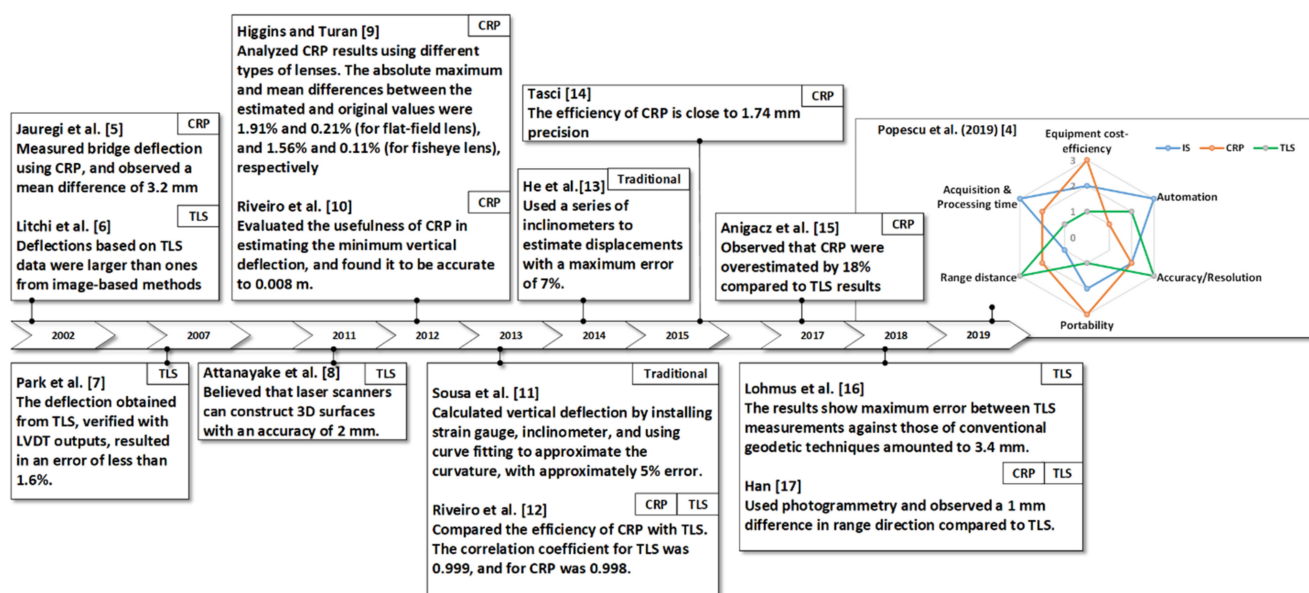 Jauregi et al. [5]
CRP
Measured bridge deflection
using CRP, and observed a
mean difference of 3.2 mm
Litchi et al. [6]
TLS
Deflections based on TLS
data were larger than ones
from image-based methods
Higgins and Turan [9]
CRP
Analyzed CRP results using different
types of lenses. The absolute maximum
and mean differences between the
estimated and original values were
1.91% and 0.21% (for flat-field lens),
and 1.56% and 0.11% (for fisheye lens),
respectively
Riveiro et al. [10]
CRP
Evaluated the usefulness of CRP in
estimating the minimum vertical
deflection, and found it to be accurate
to 0.008 m.
He et al.[13]
Traditional
Used a series of
inclinometers to
estimate displacements
with a maximum error
of 7%.
Tasci [14]
CRP
The efficiency of CRP is close to 1.74 mm
precision
Anigacz et al. [15]
CRP
Observed that CRP were
overestimated by 18%
compared to TLS results
Popescu et al. (2019) [4]
Equipment cost-
efficiency
IS
CRP
TLS
Acquisition &
Processing time
Automation
3
2
1
0
Range distance
Accuracy/Resolution
Portability
2002
2007
2011
2012
2013
2014
2015
2017
2018
2019
Park et al. [7]
TLS
The deflection obtained
from TLS, verified with
LVDT outputs, resulted
in an error of less than
1.6%.
Attanayake et al. [8]
TLS
Believed that laser scanners
can construct 3D surfaces
with an accuracy of 2 mm.
Sousa et al. [11]
Traditional
Calculated vertical deflection by installing
strain gauge, inclinometer, and using
curve fitting to approximate the
curvature, with approximately 5% error.
Riveiro et al. [12]
CRP
TLS
Compared the efficiency of CRP with TLS.
The correlation coefficient for TLS was
0.999, and for CRP was 0.998.
Lohmus et al. [16]
TLS
The results show maximum error between TLS
measurements against those of conventional
geodetic techniques amounted to 3.4 mm.
Han [17]
CRP
TLS
Used photogrammetry and observed a 1 mm
difference in range direction compared to TLS.